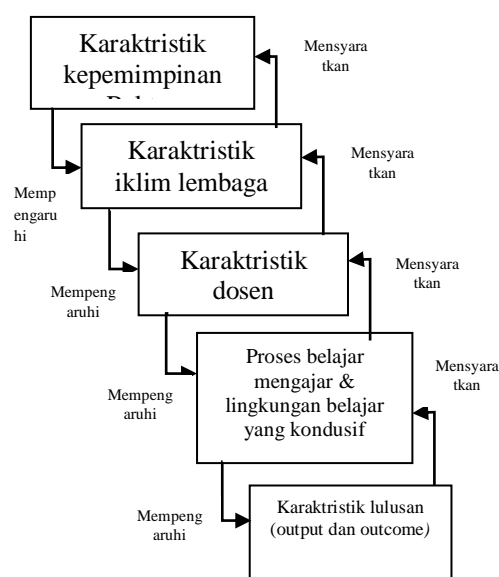 Karaktristik
kepemimpinan
Mensyara
tkan
Karaktristik
iklim lembaga
Mensyara
tkan
Memp
engaru
hi
Karaktristik
dosen
Mensyara
tkan
Mempeng
aruhi
Proses belajar
mengajar &
lingkungan belajar
yang kondusif
Mensyara
tkan
Mempeng
aruhi
Karaktristik lulusan
(output dan outcome)
Mempeng
aruhi